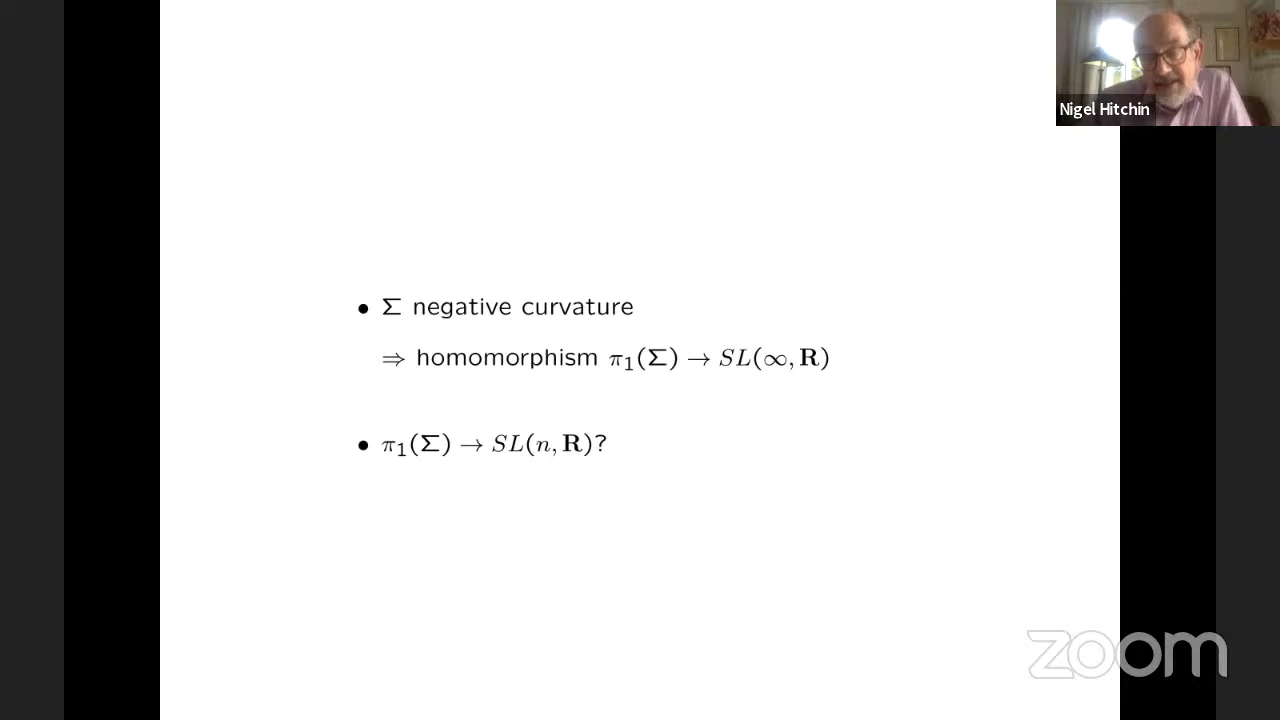 Nigel Hitchin
• Σ negative curvature
⇒ homomorphism π₁(Σ) → SL(∞, R)
• π₁(Σ) → SL(n, R)?
zoom